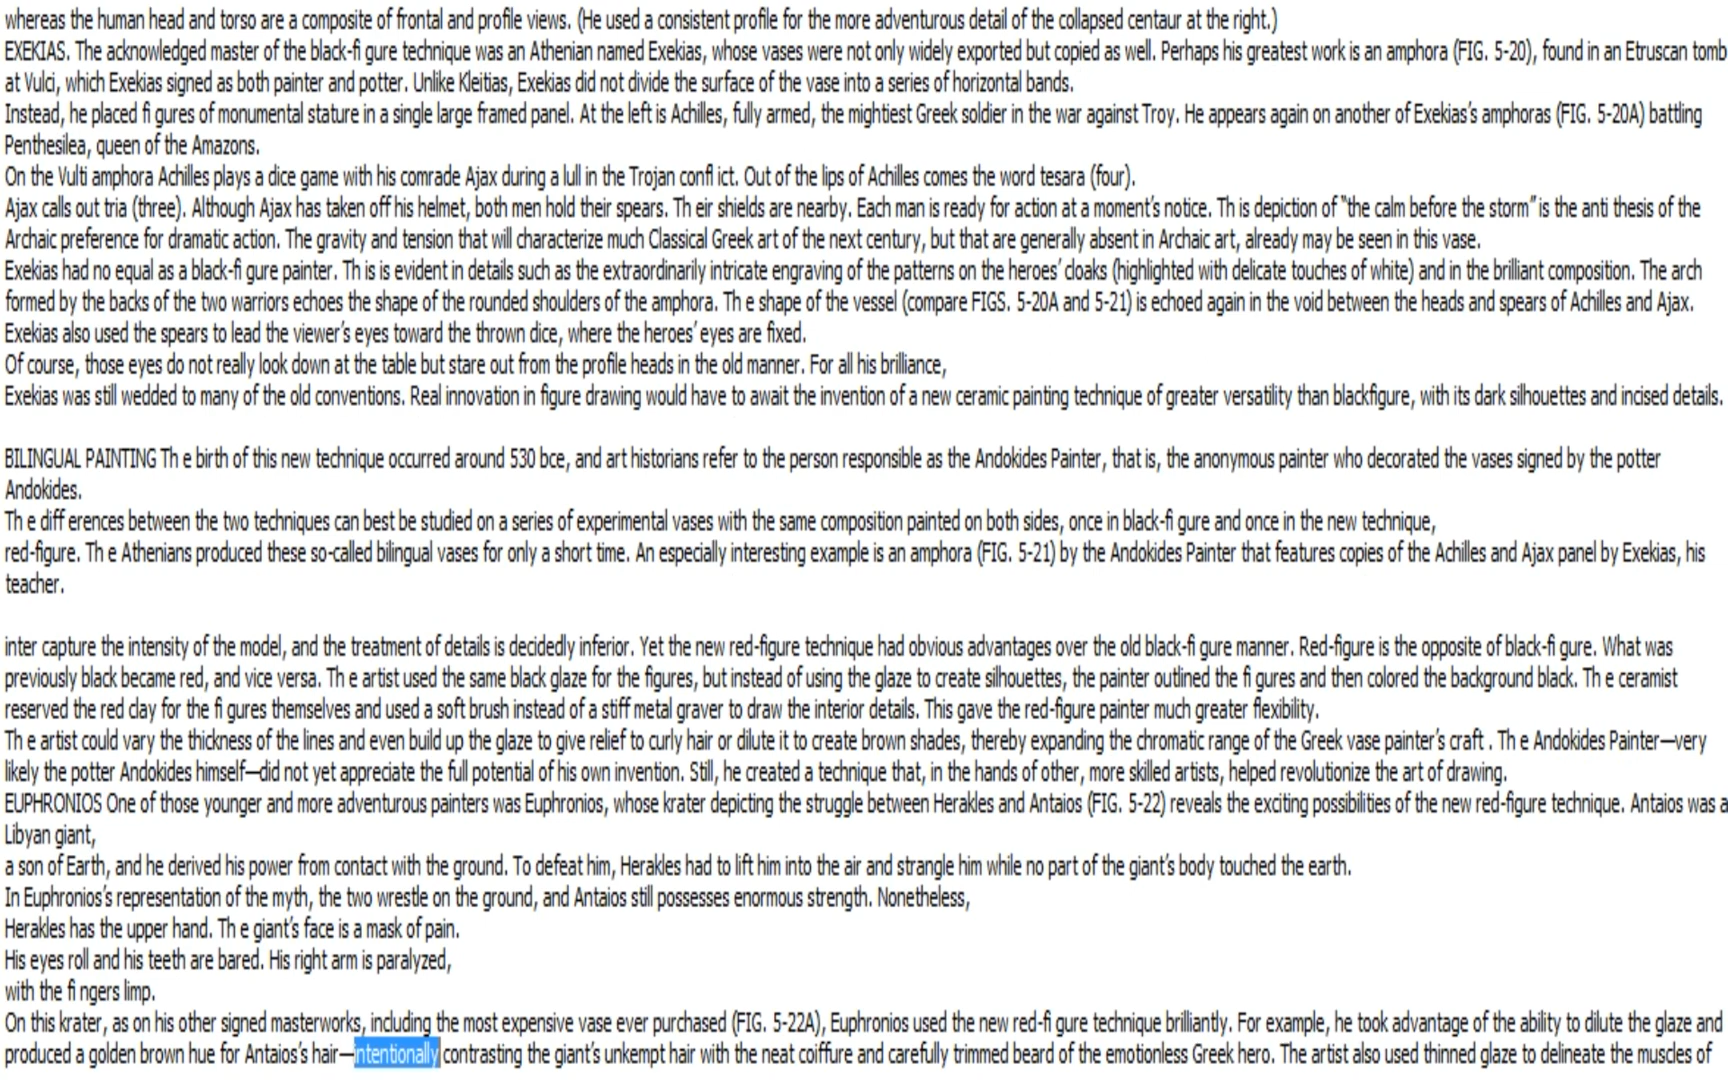 whereas the human head and torso are a composite of frontal and profile views. (He used a consistent profile for the more adventurous detail of the collapsed centaur at the right.)
EXEKIAS. The acknowledged master of the black-fi gure technique was an Athenian named Exekias, whose vases were not only widely exported but copied as well. Perhaps his greatest work is an amphora (FIG. 5-20), found in an Etruscan tomb
at Vulci, which Exekias signed as both painter and potter. Unlike Kleitias, Exekias did not divide the surface of the vase into a series of horizontal bands.
Instead, he placed fi gures of monumental stature in a single large framed panel. At the left is Achilles, fully armed, the mightiest Greek soldier in the war against Troy. He appears again on another of Exekias’s amphoras (FIG. 5-20A) battling
Penthesilea, queen of the Amazons.
On the Vulti amphora Achilles plays a dice game with his comrade Ajax during a lull in the Trojan confl ict. Out of the lips of Achilles comes the word tesara (four).
Ajax calls out tria (three). Although Ajax has taken off his helmet, both men hold their spears. Th eir shields are nearby. Each man is ready for action at a moment’s notice. Th is depiction of “the calm before the storm” is the anti thesis of the
Archaic preference for dramatic action. The gravity and tension that will characterize much Classical Greek art of the next century, but that are generally absent in Archaic art, already may be seen in this vase.
Exekias had no equal as a black-fi gure painter. Th is is evident in details such as the extraordinarily intricate engraving of the patterns on the heroes’ cloaks (highlighted with delicate touches of white) and in the brilliant composition. The arch
formed by the backs of the two warriors echoes the shape of the rounded shoulders of the amphora. Th e shape of the vessel (compare FIGS. 5-20A and 5-21) is echoed again in the void between the heads and spears of Achilles and Ajax.
Exekias also used the spears to lead the viewer’s eyes toward the thrown dice, where the heroes’ eyes are fixed.
Of course, those eyes do not really look down at the table but stare out from the profile heads in the old manner. For all his brilliance,
Exekias was still wedded to many of the old conventions. Real innovation in figure drawing would have to await the invention of a new ceramic painting technique of greater versatility than blackfigure, with its dark silhouettes and incised details.
BILINGUAL PAINTING Th e birth of this new technique occurred around 530 bce, and art historians refer to the person responsible as the Andokides Painter, that is, the anonymous painter who decorated the vases signed by the potter
Andokides.
Th e diff erences between the two techniques can best be studied on a series of experimental vases with the same composition painted on both sides, once in black-fi gure and once in the new technique,
red-figure. Th e Athenians produced these so-called bilingual vases for only a short time. An especially interesting example is an amphora (FIG. 5-21) by the Andokides Painter that features copies of the Achilles and Ajax panel by Exekias, his
teacher.
inter capture the intensity of the model, and the treatment of details is decidedly inferior. Yet the new red-figure technique had obvious advantages over the old black-fi gure manner. Red-figure is the opposite of black-fi gure. What was
previously black became red, and vice versa. Th e artist used the same black glaze for the figures, but instead of using the glaze to create silhouettes, the painter outlined the fi gures and then colored the background black. Th e ceramist
reserved the red clay for the fi gures themselves and used a soft brush instead of a stiff metal graver to draw the interior details. This gave the red-figure painter much greater flexibility.
Th e artist could vary the thickness of the lines and even build up the glaze to give relief to curly hair or dilute it to create brown shades, thereby expanding the chromatic range of the Greek vase painter’s craft . Th e Andokides Painter—very
likely the potter Andokides himself—did not yet appreciate the full potential of his own invention. Still, he created a technique that, in the hands of other, more skilled artists, helped revolutionize the art of drawing.
EUPHRONIOS One of those younger and more adventurous painters was Euphronios, whose krater depicting the struggle between Herakles and Antaios (FIG. 5-22) reveals the exciting possibilities of the new red-figure technique. Antaios was a
Libyan giant,
a son of Earth, and he derived his power from contact with the ground. To defeat him, Herakles had to lift him into the air and strangle him while no part of the giant’s body touched the earth.
In Euphronios’s representation of the myth, the two wrestle on the ground, and Antaios still possesses enormous strength. Nonetheless,
Herakles has the upper hand. Th e giant’s face is a mask of pain.
His eyes roll and his teeth are bared. His right arm is paralyzed,
with the fi ngers limp.
On this krater, as on his other signed masterworks, including the most expensive vase ever purchased (FIG. 5-22A), Euphronios used the new red-fi gure technique brilliantly. For example, he took advantage of the ability to dilute the glaze and
produced a golden brown hue for Antaios’s hair—intentionally contrasting the giant’s unkempt hair with the neat coiffure and carefully trimmed beard of the emotionless Greek hero. The artist also used thinned glaze to delineate the muscles of